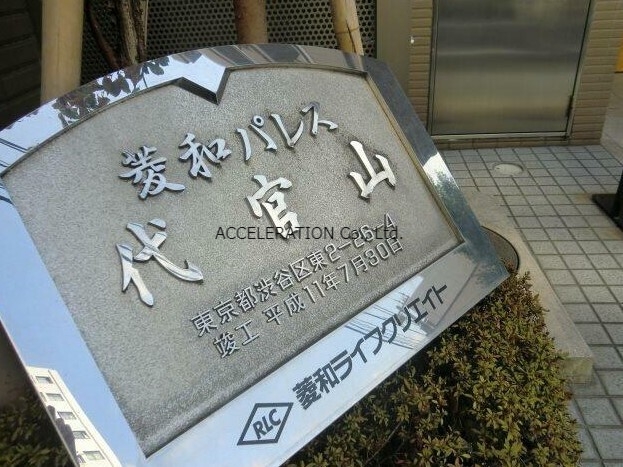 菱和パレス
代官山
ACCELERATION Co.,Ltd.
東京都渋谷区東2-26-4
竣工 平成11年7月30日
RLC 菱和ライフクリエイト